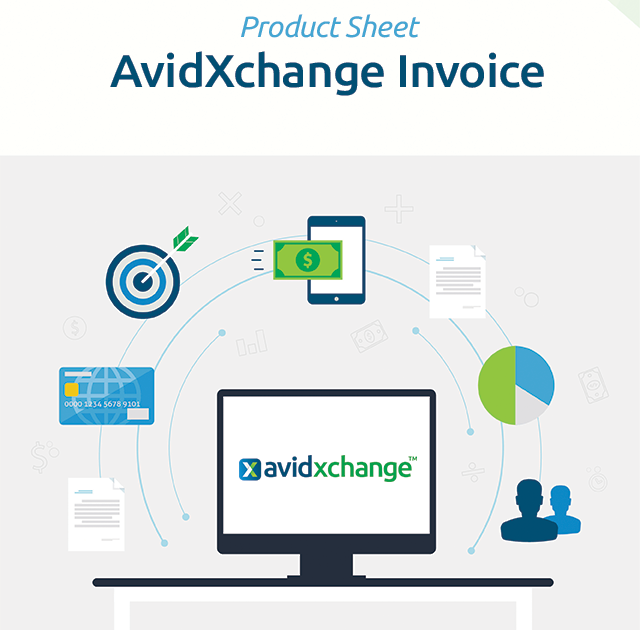 Product Sheet
AvidXchange Invoice
$
0000 1234 5678 9101
avidxchange™